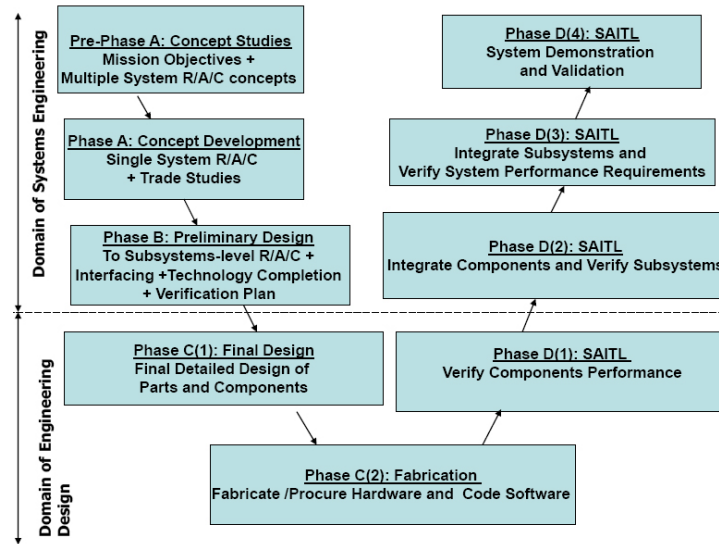 Domain of Systems Engineering
Pre-Phase A: Concept Studies
Mission Objectives +
Multiple System R/A/C concepts
Phase A: Concept Development
Single System R/A/C
+ Trade Studies
Phase B: Preliminary Design
To Subsystems-level R/A/C +
Interfacing +Technology Completion
+ Verification Plan
Domain of Engineering
Design
Phase C(1): Final Design
Final Detailed Design of
Parts and Components
Phase C(2): Fabrication
Fabricate /Procure Hardware and Code Software
Phase D(1): SAITL
Verify Components Performance
Phase D(2): SAITL
Integrate Components and Verify Subsystems
Phase D(3): SAITL
Integrate Subsystems and
Verify System Performance Requirements
Phase D(4): SAITL
System Demonstration
and Validation